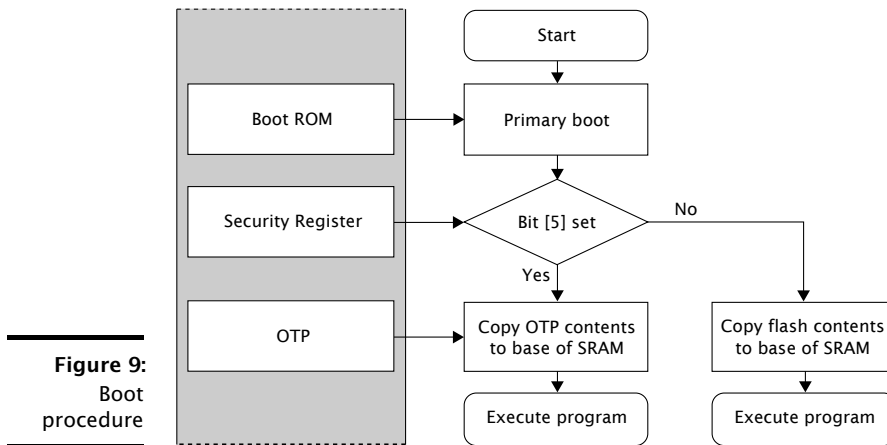 Start
Boot ROM
Primary boot
Security Register
Bit [5] set
No
Yes
OTP
Copy OTP contents
to base of SRAM
Copy flash contents
to base of SRAM
Execute program
Execute program
Figure 9:
Boot
procedure